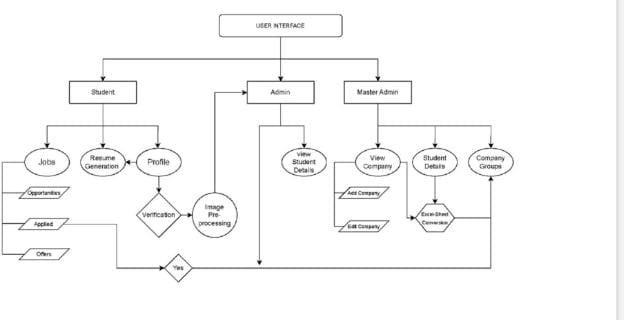 USER INTERFACE
Student
Admin
Master Admin
Jobs
Resume
Generation
Profile
view
Student
Details
View
Company
Student
Details
Company
Groups
Opportunities
Add Company
Verification
Image
Pre-
processing
Applied
Edit Company
Excel-Sheet
Conversion
Offers
Yes